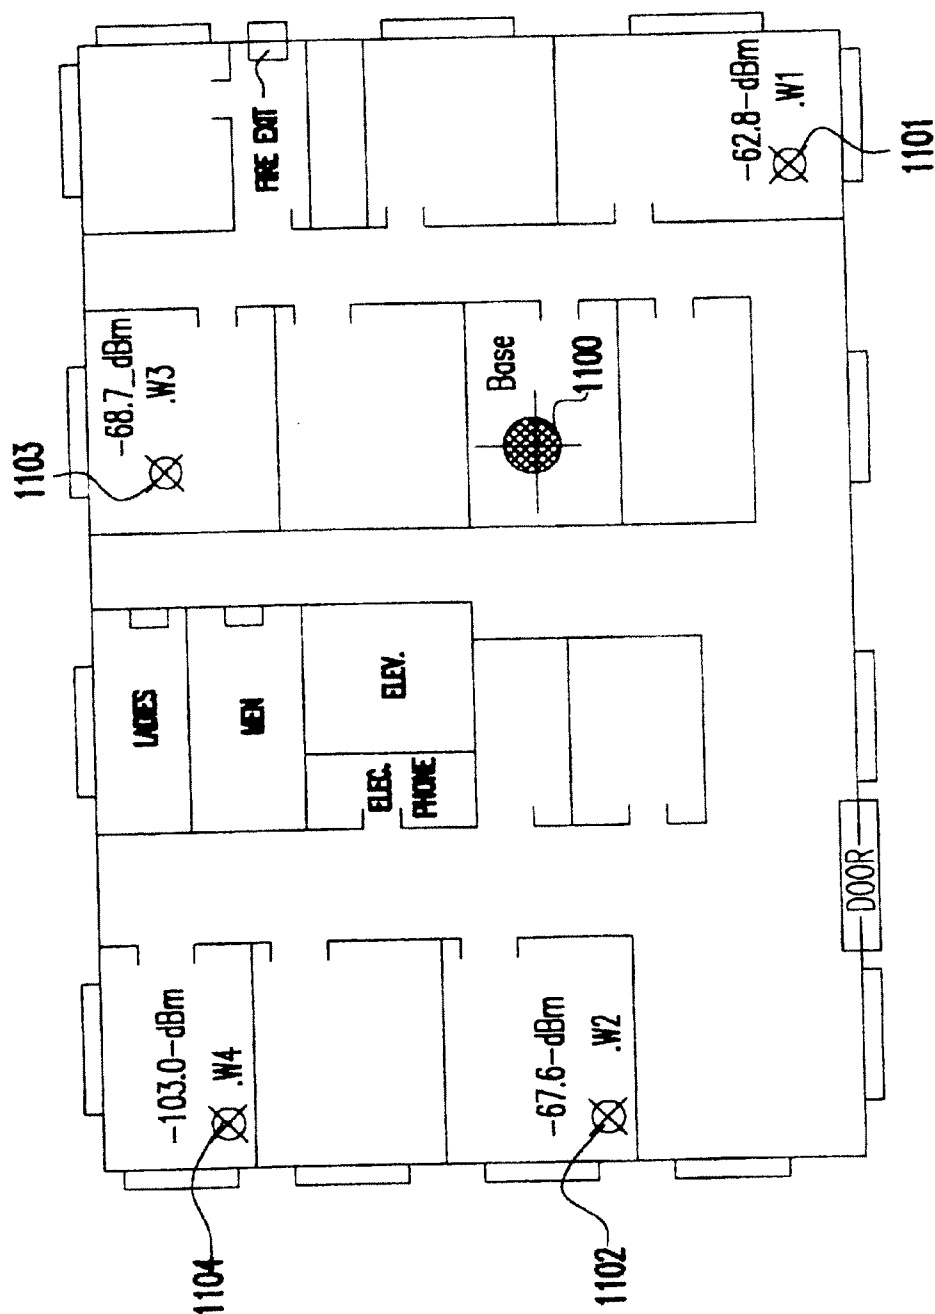 1103
-68.7_dBm
.W3
LADIES
-103.0-dBm
1104
.W4
MEN
FIRE EXIT
ELEC.
PHONE
ELEV.
Base
1100
-67.6-dBm
1102
.W2
-62.8-dBm
.W1
DOOR
1101